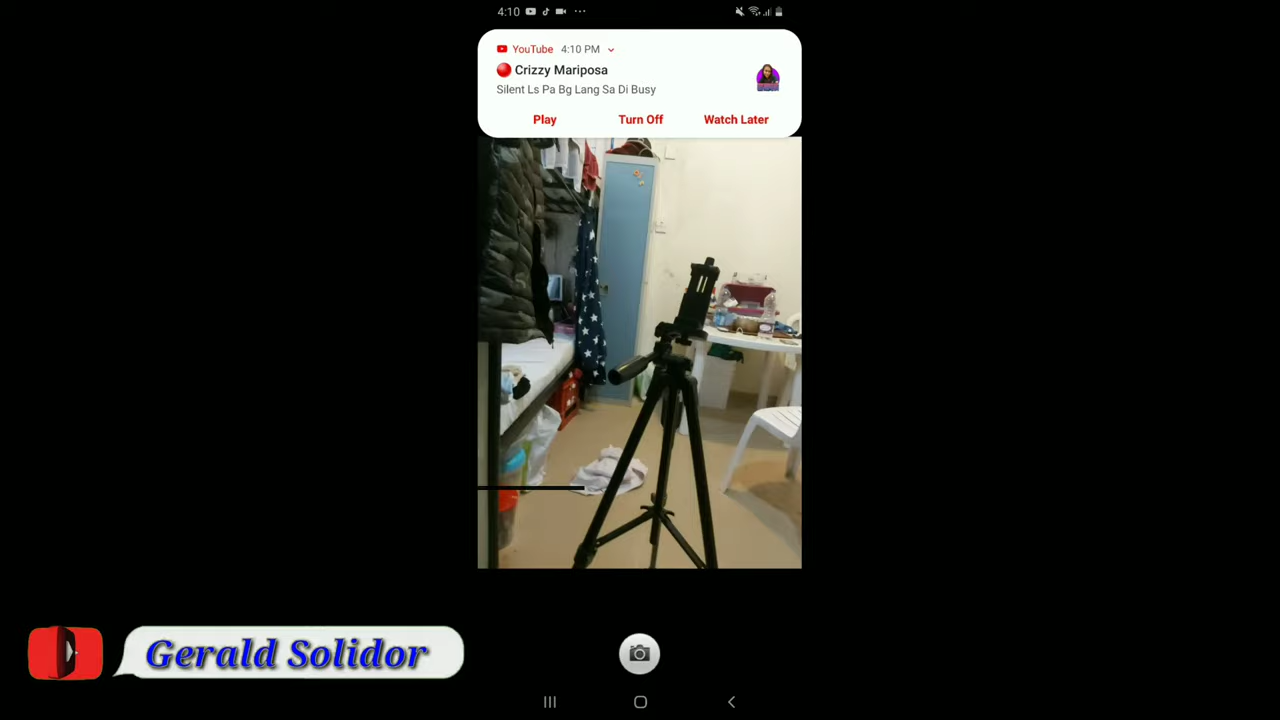 4:10
YouTube 4:10 PM
Crizzy Mariposa
Silent Ls Pa Bg Lang Sa Di Busy
Play Turn Off Watch Later
Gerald Solidor